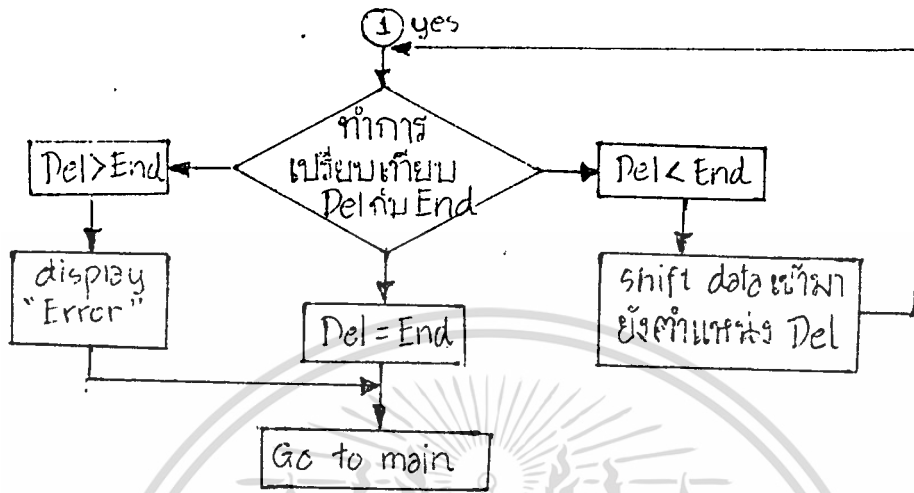 1 yes
ทำการ
เปรียบเทียบ
Del กับ End
Del > End
Del < End
display
"Error"
shift data เข้ามา
ยังตำแหน่ง Del
Del = End
Go to main